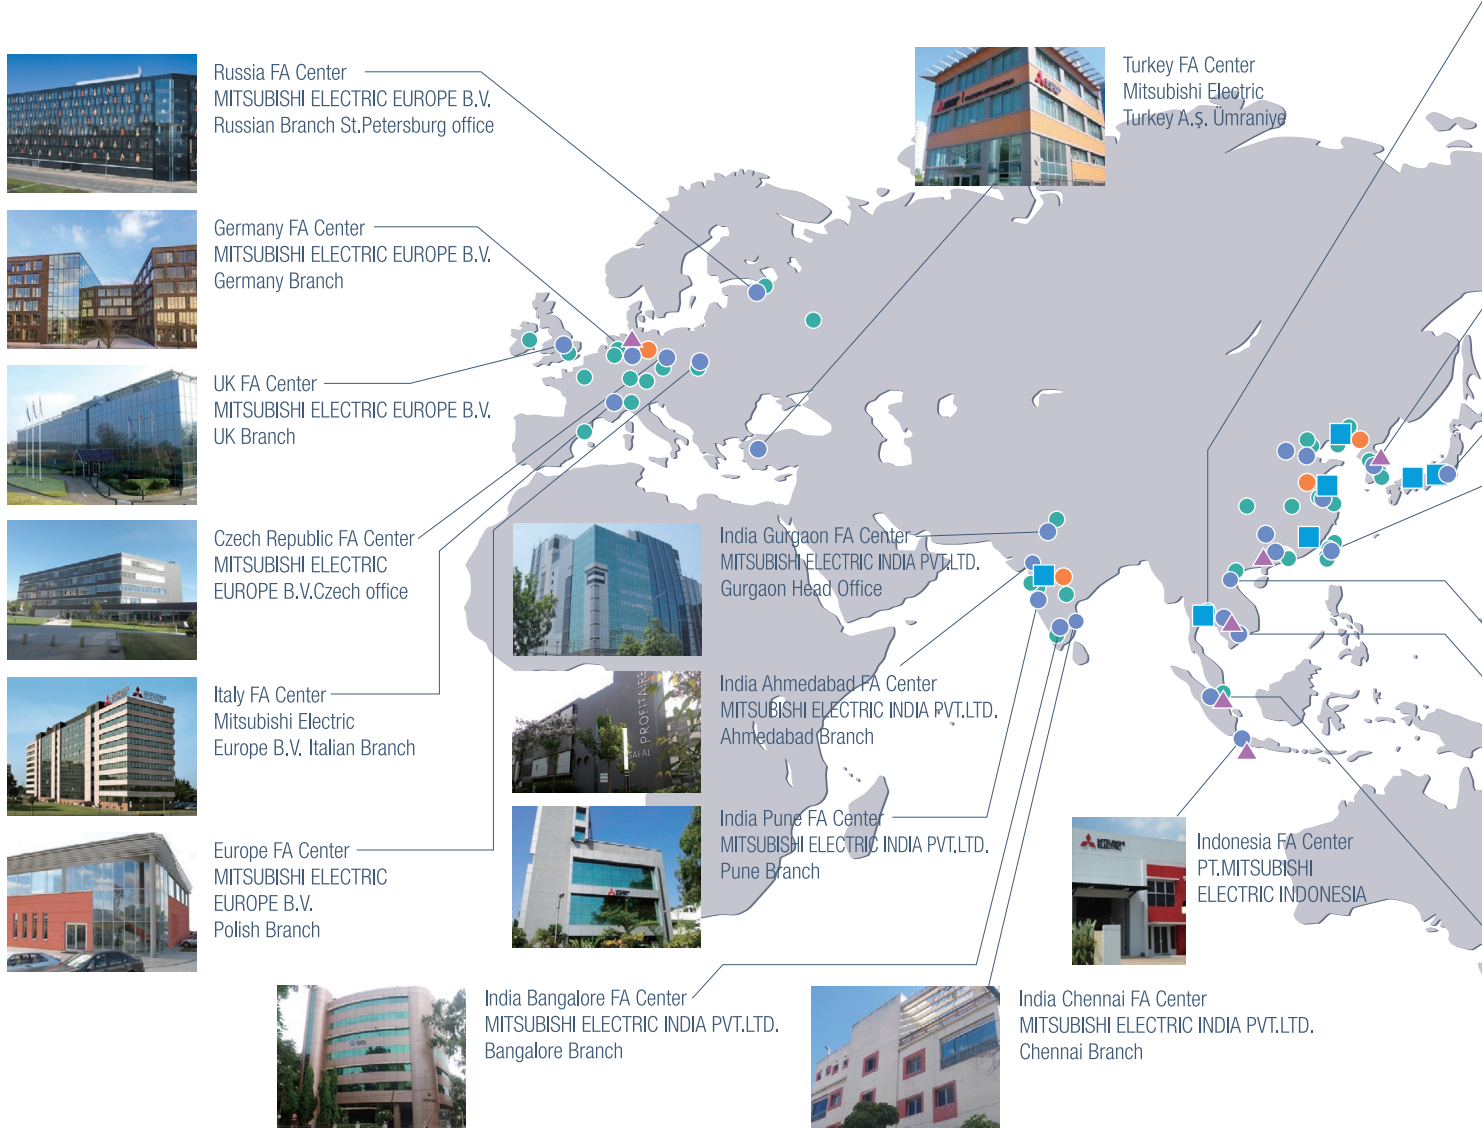 Russia FA Center
MITSUBISHI ELECTRIC EUROPE B.V.
Russian Branch St.Petersburg office
Germany FA Center
MITSUBISHI ELECTRIC EUROPE B.V.
Germany Branch
UK FA Center
MITSUBISHI ELECTRIC EUROPE B.V.
UK Branch
Czech Republic FA Center
MITSUBISHI ELECTRIC
EUROPE B.V.Czech office
Italy FA Center
Mitsubishi Electric
Europe B.V. Italian Branch
Europe FA Center
MITSUBISHI ELECTRIC
EUROPE B.V.
Polish Branch
Turkey FA Center
Mitsubishi Electric
Turkey A.Ş. Ümraniye
India Gurgaon FA Center
MITSUBISHI ELECTRIC INDIA PVT.LTD.
Gurgaon Head Office
PROFITAIRE
SAFAL
India Ahmedabad FA Center
MITSUBISHI ELECTRIC INDIA PVT.LTD.
Ahmedabad Branch
India Pune FA Center
MITSUBISHI ELECTRIC INDIA PVT.LTD.
Pune Branch
Indonesia FA Center
PT.MITSUBISHI
ELECTRIC INDONESIA
India Bangalore FA Center
MITSUBISHI ELECTRIC INDIA PVT.LTD.
Bangalore Branch
India Chennai FA Center
MITSUBISHI ELECTRIC INDIA PVT.LTD.
Chennai Branch